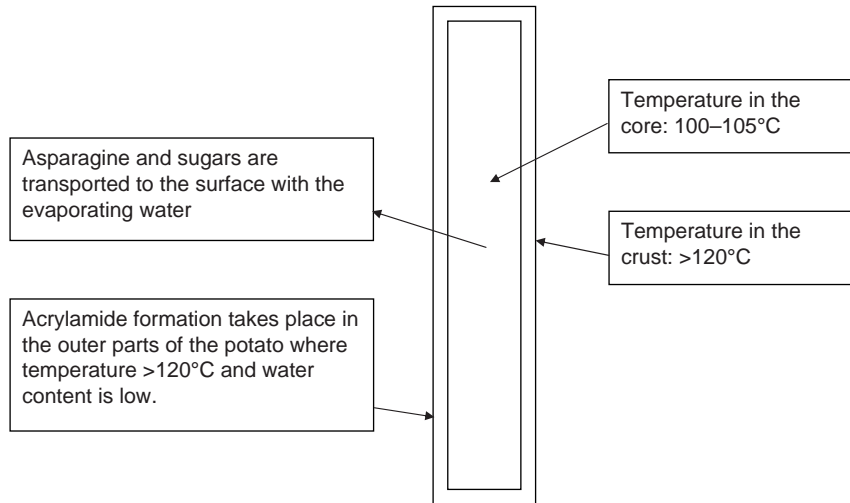 Temperature in the
core: 100–105°C
Asparagine and sugars are
transported to the surface with the
evaporating water
Temperature in the
crust: >120°C
Acrylamide formation takes place in
the outer parts of the potato where
temperature >120°C and water
content is low.